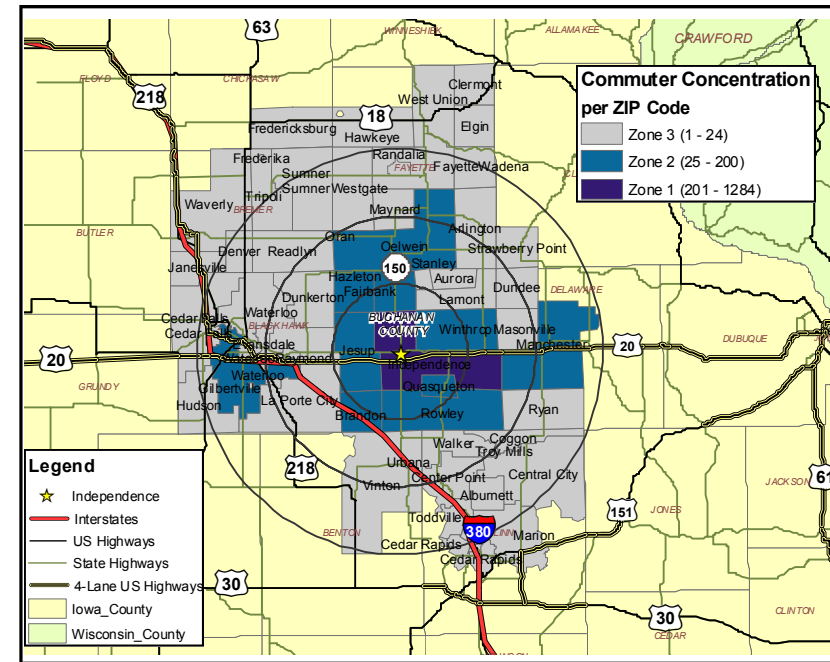 63
WINNESHIEK
ALLAMAKEE
CRAWFORD
FLOYD
CHICKASAW
218
Clermont
West Union
Commuter Concentration
per ZIP Code
Zone 3 (1 - 24)
Zone 2 (25 - 200)
Zone 1 (201 - 1284)
18
Elgin
Fredericksburg
Hawkeye
Randalia
Frederika
FAYETTE
Fayette
Wadena
Sumner
Sumner
Westgate
Tripoli
Waverly
BREMER
Maynard
Arlington
BUTLER
Oran
Oelwein
Strawberry Point
Denver
Readlyn
Stanley
Janesville
150
Hazleton
Aurora
Dundee
DELAWARE
Fairbank
Dunkerton
Lamont
Waterloo
Cedar Falls
BLACKHAWK
BUCHANAN
COUNTY
Winthrop
Masonville
Cedar
Evansdale
Jesup
Manchester
20
DUBUQUE
20
Waterloo
Raymond
Independence
Waterloo
Quasqueton
GRUNDY
Gilbertville
La Porte City
Hudson
Brandon
Rowley
Ryan
Walker
Coggon
Troy Mills
Legend
Independence
Interstates
US Highways
State Highways
4-Lane US Highways
Iowa_County
Wisconsin_County
218
Urbana
Vinton
Center Point
Central City
Alburnett
JACKSON
61
BENTON
Toddville
380
LINN
151
JONES
Marion
Cedar Rapids
Cedar Rapids
30
30
CLINTON
CEDAR